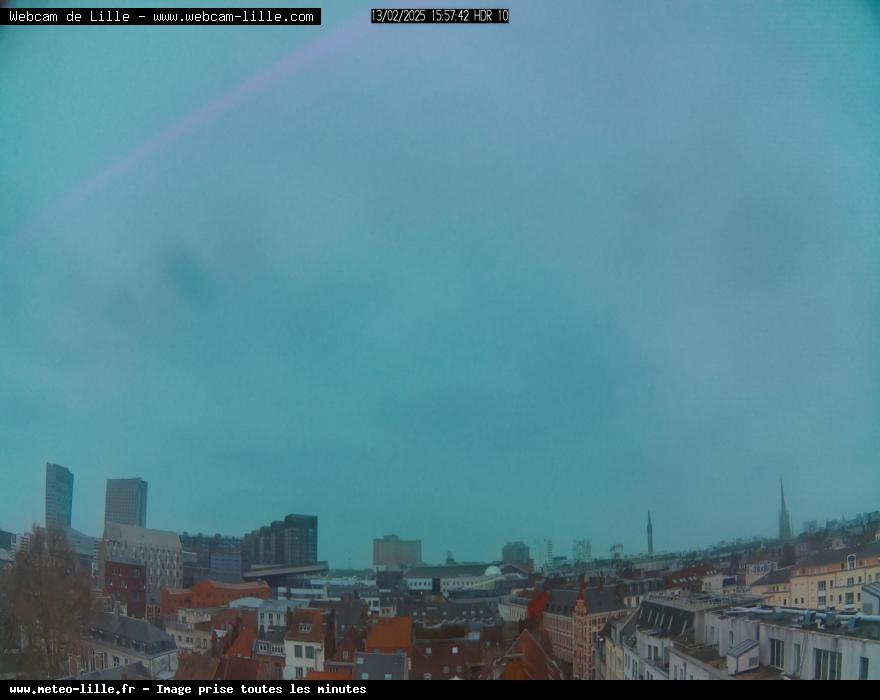 Webcam de Lille - www.webcam-lille.com
13/02/2025 15:57:42 HDR 10
www.meteo-lille.fr - Image prise toutes les minutes